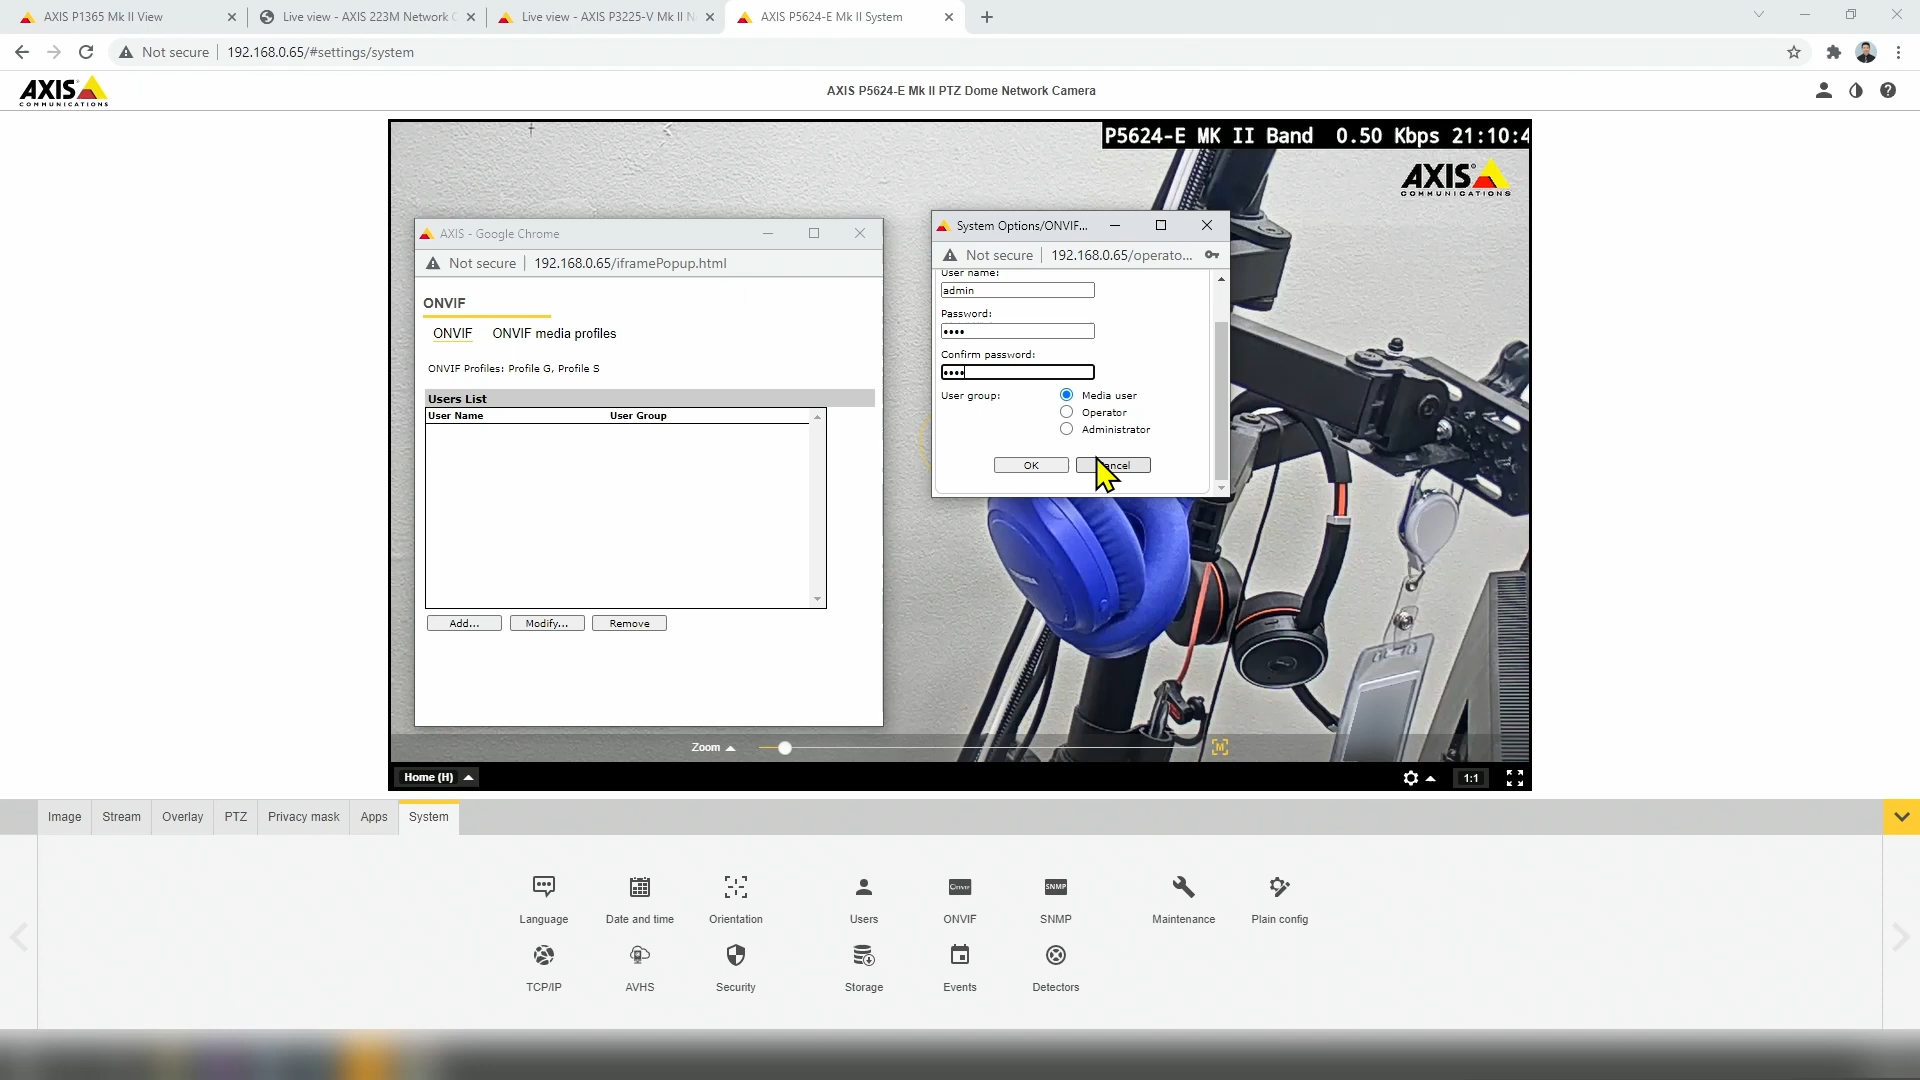 AXIS P1365 Mk II View
Live view - AXIS 223M Network C
Live view - AXIS P3225-V Mk II N
AXIS P5624-E Mk II System
Not secure
192.168.0.65/#settings/system
AXIS
COMMUNICATIONS
AXIS P5624-E Mk II PTZ Dome Network Camera
P5624-E MK II Band 0.50 Kbps 21:10:4
AXIS
COMMUNICATIONS
AXIS - Google Chrome
Not secure
192.168.0.65/iframePopup.html
ONVIF
ONVIF
ONVIF media profiles
ONVIF Profiles: Profile G, Profile S
Users List
User Name
User Group
Add...
Modify...
Remove
System Options/ONVIF...
Not secure
192.168.0.65/operato...
User name:
admin
Password:
••••
Confirm password:
••••
User group:
Media user
Operator
Administrator
OK
ancel
Zoom
M
Home (H)
1:1
Image
Stream
Overlay
PTZ
Privacy mask
Apps
System
Language
Date and time
Orientation
Users
ONVIF
ONVIF
SNMP
SNMP
Maintenance
Plain config
TCP/IP
AVHS
Security
Storage
Events
Detectors